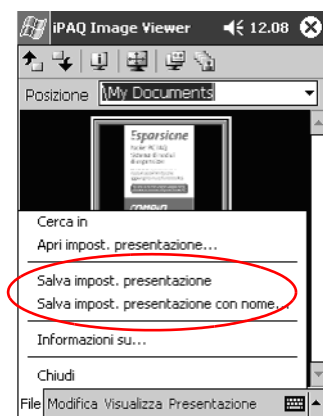 iPAQ Image Viewer 12.08
Posizione \My Documents
Esparsione
COMPAQ
Cerca in
Apri impost. presentazione...
Salva impost. presentazione
Salva impost. presentazione con nome...
Informazioni su...
Chiudi
File Modifica Visualizza Presentazione